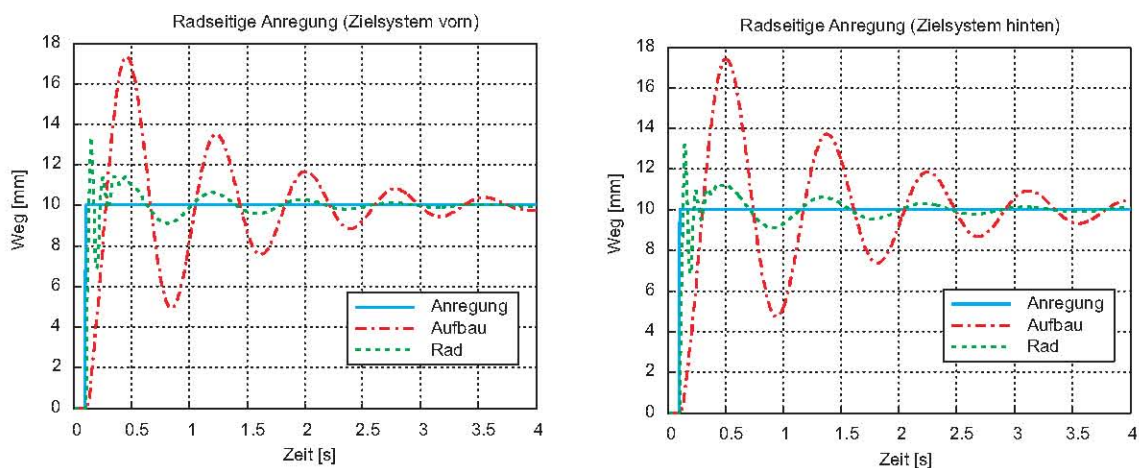 Radseitige Anregung (Zielsystem vorn)
18
16
14
12
10
8
6
4
2
0
Weg [mm]
Anregung
Aufbau
Rad
0 0.5 1 1.5 2 2.5 3 3.5 4
Zeit [s]
Radseitige Anregung (Zielsystem hinten)
18
16
14
12
10
8
6
4
2
0
Weg [mm]
Anregung
Aufbau
Rad
0 0.5 1 1.5 2 2.5 3 3.5 4
Zeit [s]